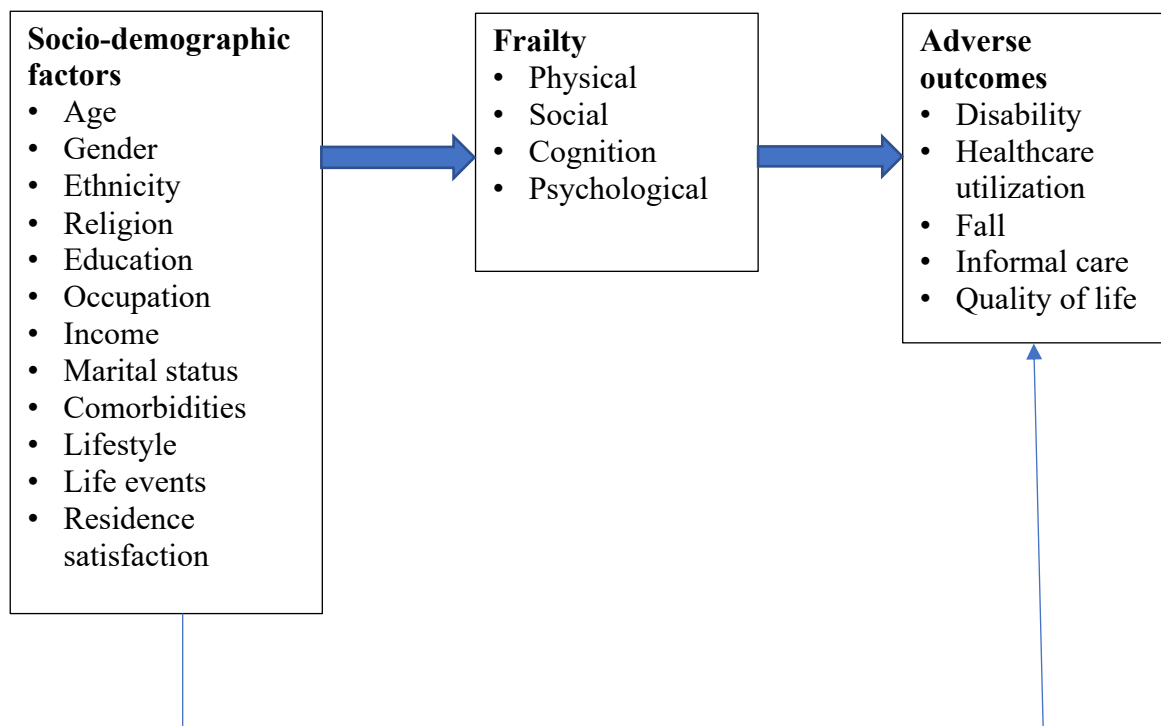 Socio-demographic
factors
• Age
• Gender
• Ethnicity
• Religion
• Education
• Occupation
• Income
• Marital status
• Comorbidities
• Lifestyle
• Life events
• Residence
satisfaction
Frailty
• Physical
• Social
• Cognition
• Psychological
Adverse
outcomes
• Disability
• Healthcare
utilization
• Fall
• Informal care
• Quality of life